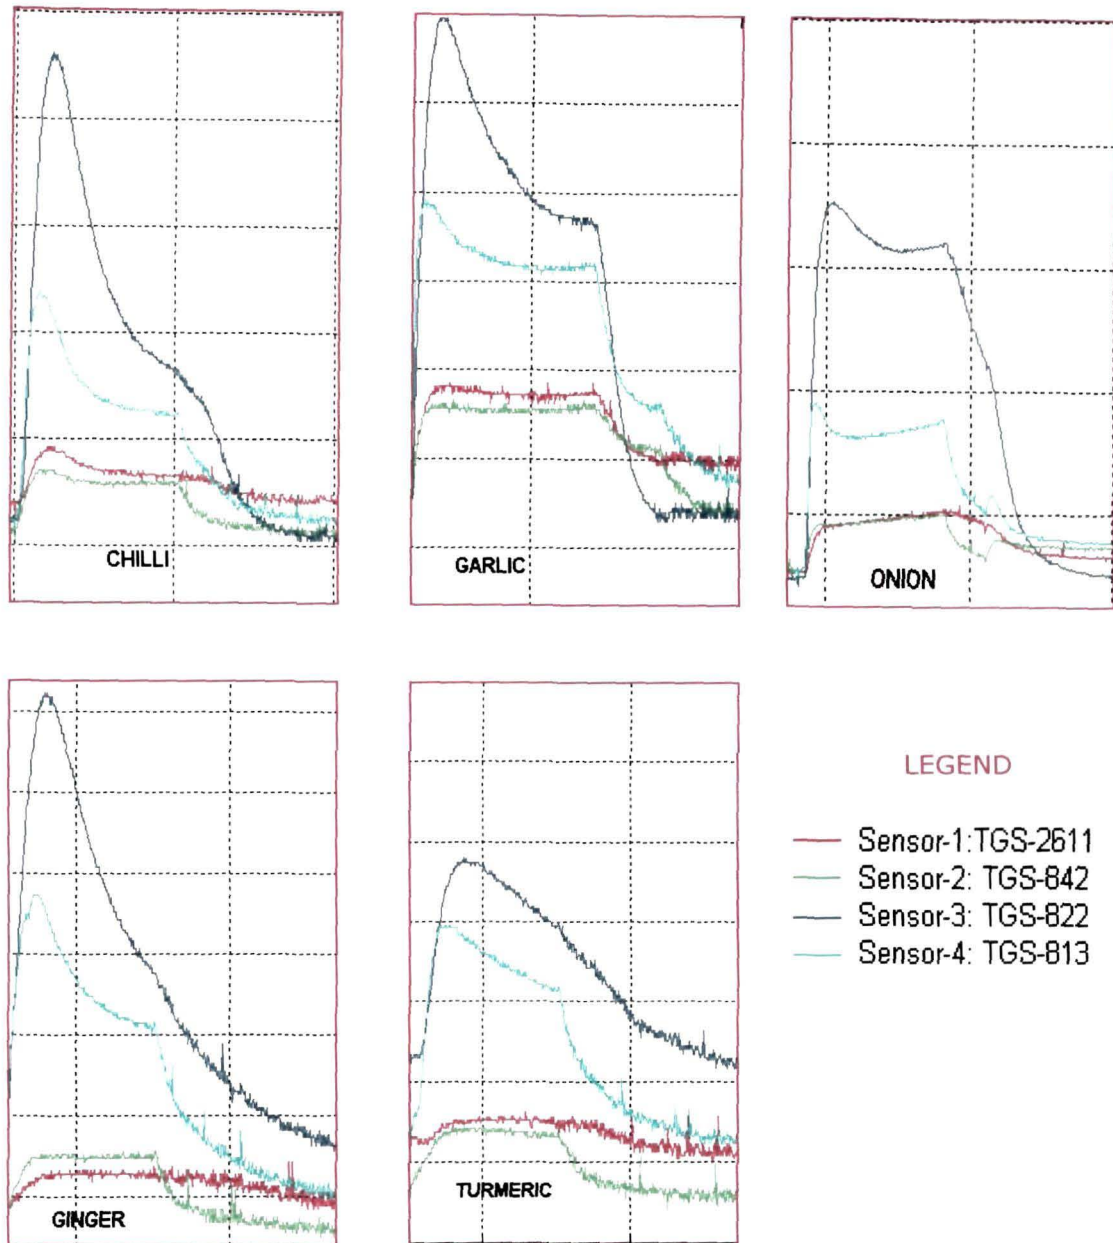 CHILLI
GARLIC
ONION
GINGER
TURMERIC
LEGEND
Sensor-1:TGS-2611
Sensor-2: TGS-842
Sensor-3: TGS-822
Sensor-4: TGS-813